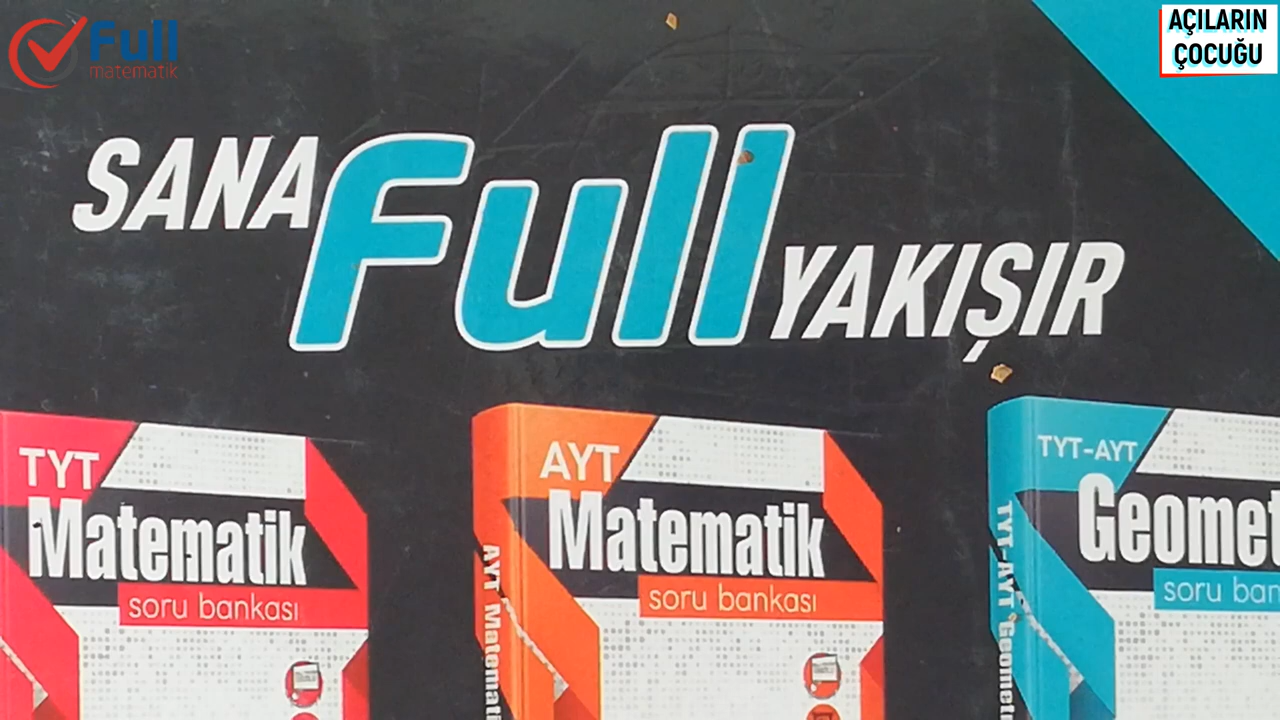 Full
matematik
AÇILARIN
ÇOCUĞU
SANA Full YAKIŞIR
TYT
Matematik
soru bankası
AYT
Matematik
soru bankası
AYT Matemati
TYT-AYT
Geomet
soru ban
TYT-AYT Geometri